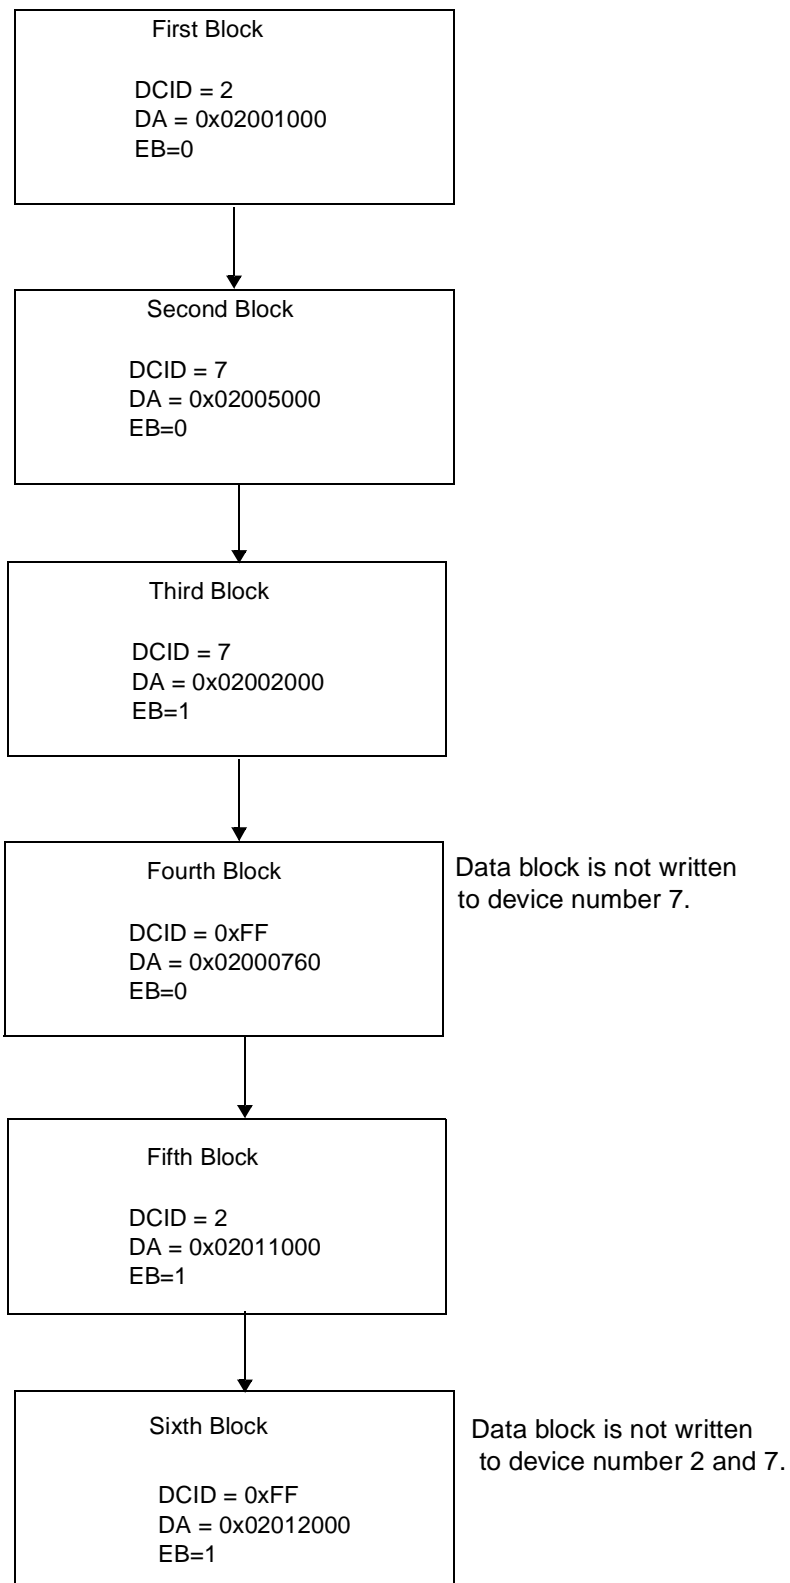 First Block
DCID = 2
DA = 0x02001000
EB=0
Second Block
DCID = 7
DA = 0x02005000
EB=0
Third Block
DCID = 7
DA = 0x02002000
EB=1
Fourth Block
DCID = 0xFF
DA = 0x02000760
EB=0
Data block is not written
to device number 7.
Fifth Block
DCID = 2
DA = 0x02011000
EB=1
Sixth Block
DCID = 0xFF
DA = 0x02012000
EB=1
Data block is not written
to device number 2 and 7.